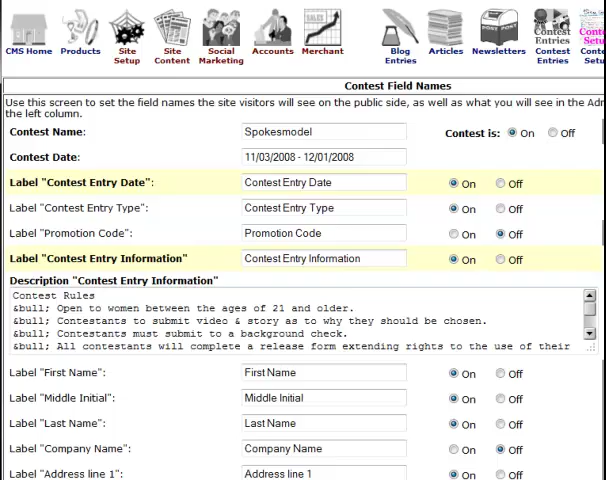 CMS Home
Products
Site Setup
Site Content
Social Marketing
Accounts
Merchant
SALES
Blog Entries
Articles
POST POST
Newsletters
Contest Entries
Contest Entries
Contest Field Names
Use this screen to set the field names the site visitors will see on the public side, as well as what you will see in the
the left column.
Contest Name: Spokesmodel Contest is: On Off
Contest Date: 11/03/2008 - 12/01/2008
Label "Contest Entry Date": Contest Entry Date On Off
Label "Contest Entry Type": Contest Entry Type On Off
Label "Promotion Code": Promotion Code On Off
Label "Contest Entry Information" Contest Entry Information On Off
Description "Contest Entry Information"
Contest Rules
&bull; Open to women between the ages of 21 and older.
&bull; Contestants to submit video & story as to why they should be chosen.
&bull; Contestants must submit to a background check.
&bull; All contestants will complete a release form extending rights to the use of their
Label "First Name": First Name On Off
Label "Middle Initial": Middle Initial On Off
Label "Last Name": Last Name On Off
Label "Company Name": Company Name On Off
Label "Address line 1": Address line 1 On Off